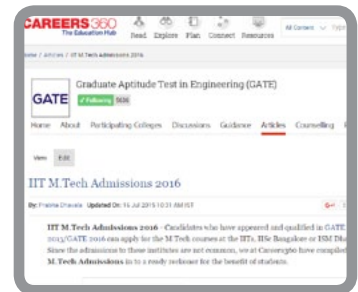 CAREERS360
The Education Hub
Read Explore Plan Connect Resources
All Content
Home / Articles / IIT M.Tech Admissions 2016
GATE
Graduate Aptitude Test in Engineering (GATE)
Following
Home About Participating Colleges Discussions Guidance Articles Counselling
View Edit
IIT M.Tech Admissions 2016
By: Prabha Dhavala Updated On: 16 Jul 2015 10:31 AM IST
IIT M.Tech Admissions 2016 - Candidates who have appeared and qualified in GATE
2015/GATE 2016 can apply for the M Tech courses at the IITs, IISc Bangalore or ISM
Since the admissions to these institutes are not common, we at Careers360 have compiled
M.Tech Admissions in to a ready reckoner for the benefit of students.